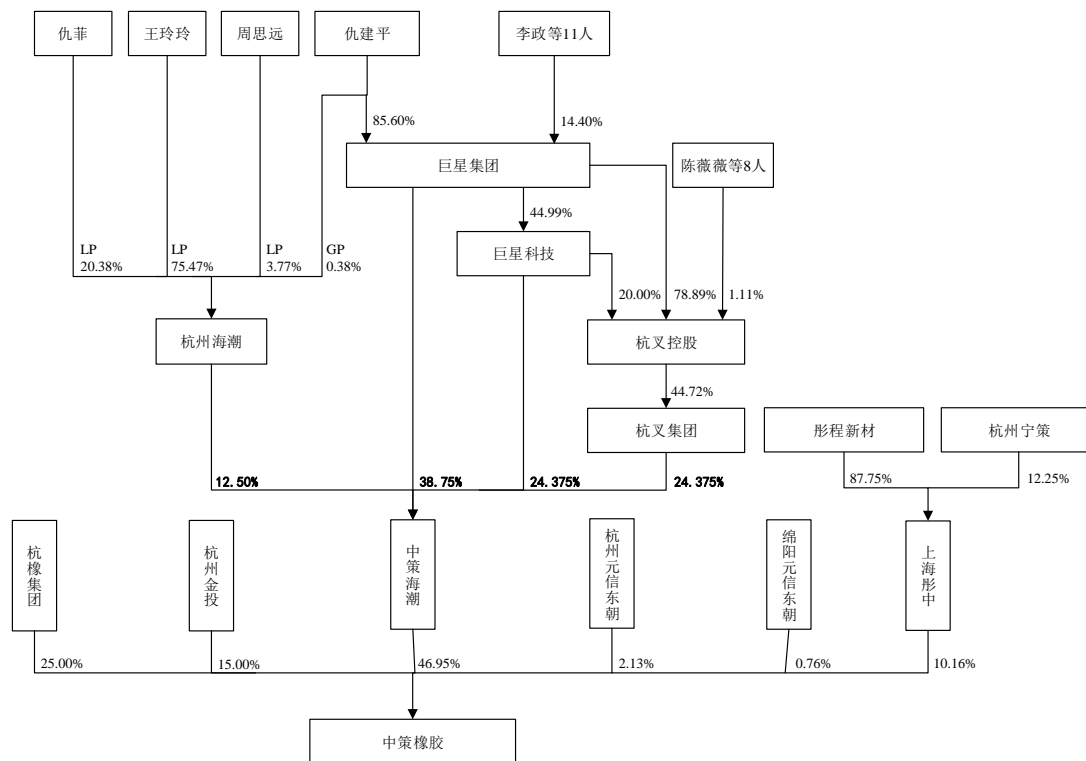 仇菲
王玲玲
周思远
仇建平
李政等11人
85.60%
14.40%
巨星集团
陈薇薇等8人
44.99%
巨星科技
LP
20.38%
LP
75.47%
LP
3.77%
GP
0.38%
20.00%
78.89%
1.11%
杭州海潮
杭叉控股
44.72%
杭叉集团
彤程新材
杭州宁策
12.50%
38.75%
24.375%
24.375%
87.75%
12.25%
杭橡集团
杭州金投
中策海潮
杭州元信东朝
绵阳元信东朝
上海彤中
25.00%
15.00%
46.95%
2.13%
0.76%
10.16%
中策橡胶